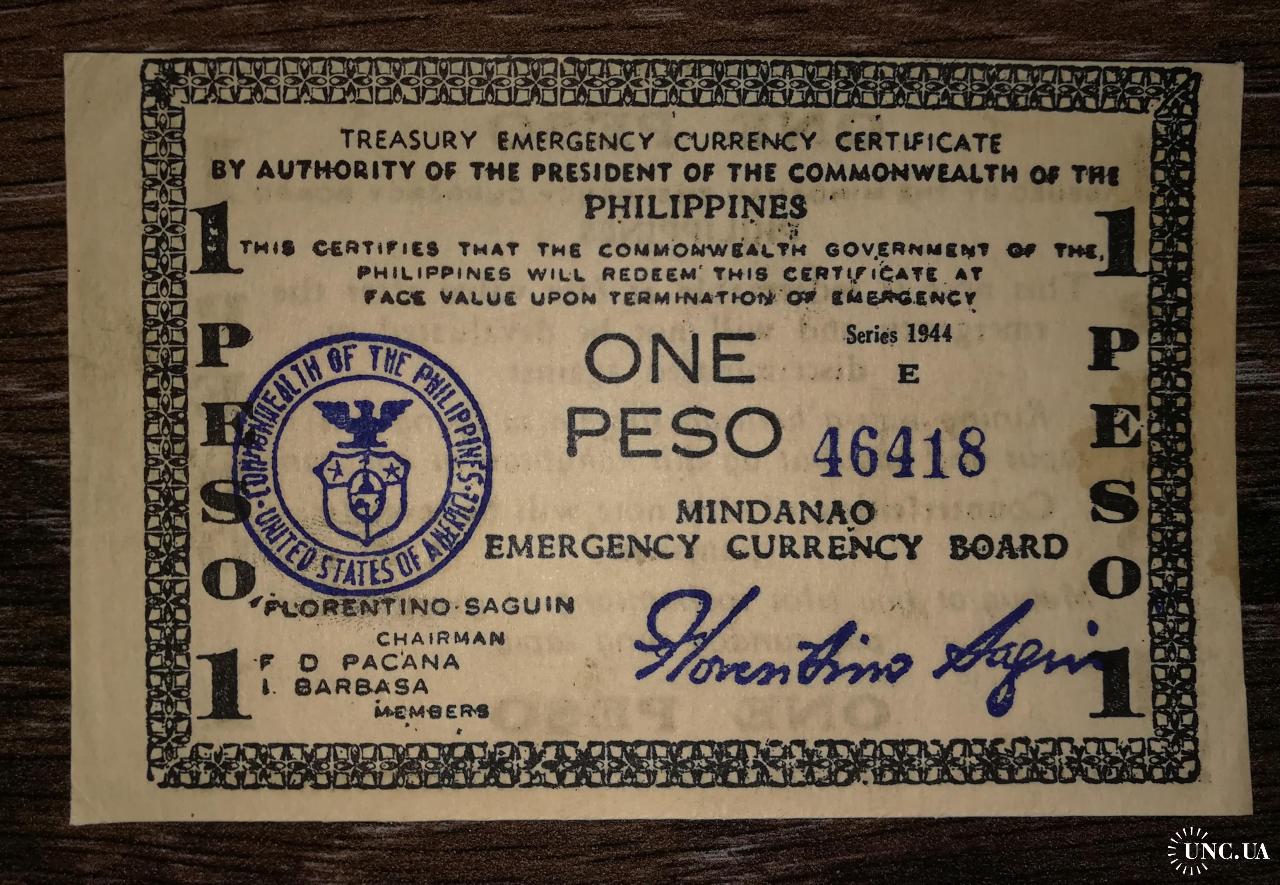 TREASURY EMERGENCY CURRENCY CERTIFICATE
BY AUTHORITY OF THE PRESIDENT OF THE COMMONWEALTH OF THE
PHILIPPINES
THIS CERTIFIES THAT THE COMMONWEALTH GOVERNMENT OF THE,
PHILIPPINES WILL REDEEM THIS CERTIFICATE AT
FACE VALUE UPON TERMINATION OF EMERGENCY
1 PESO 1
Series 1944
E
ONE
PESO
46418
COMMONWEALTH OF THE PHILIPPINES
UNITED STATES OF AMERICA
MINDANAO
EMERGENCY CURRENCY BOARD
FLORENTINO SAGUIN
CHAIRMAN
F D PACANA
I. BARBASA
MEMBERS
Florentino Saguin
1 PESO 1
UNC.UA